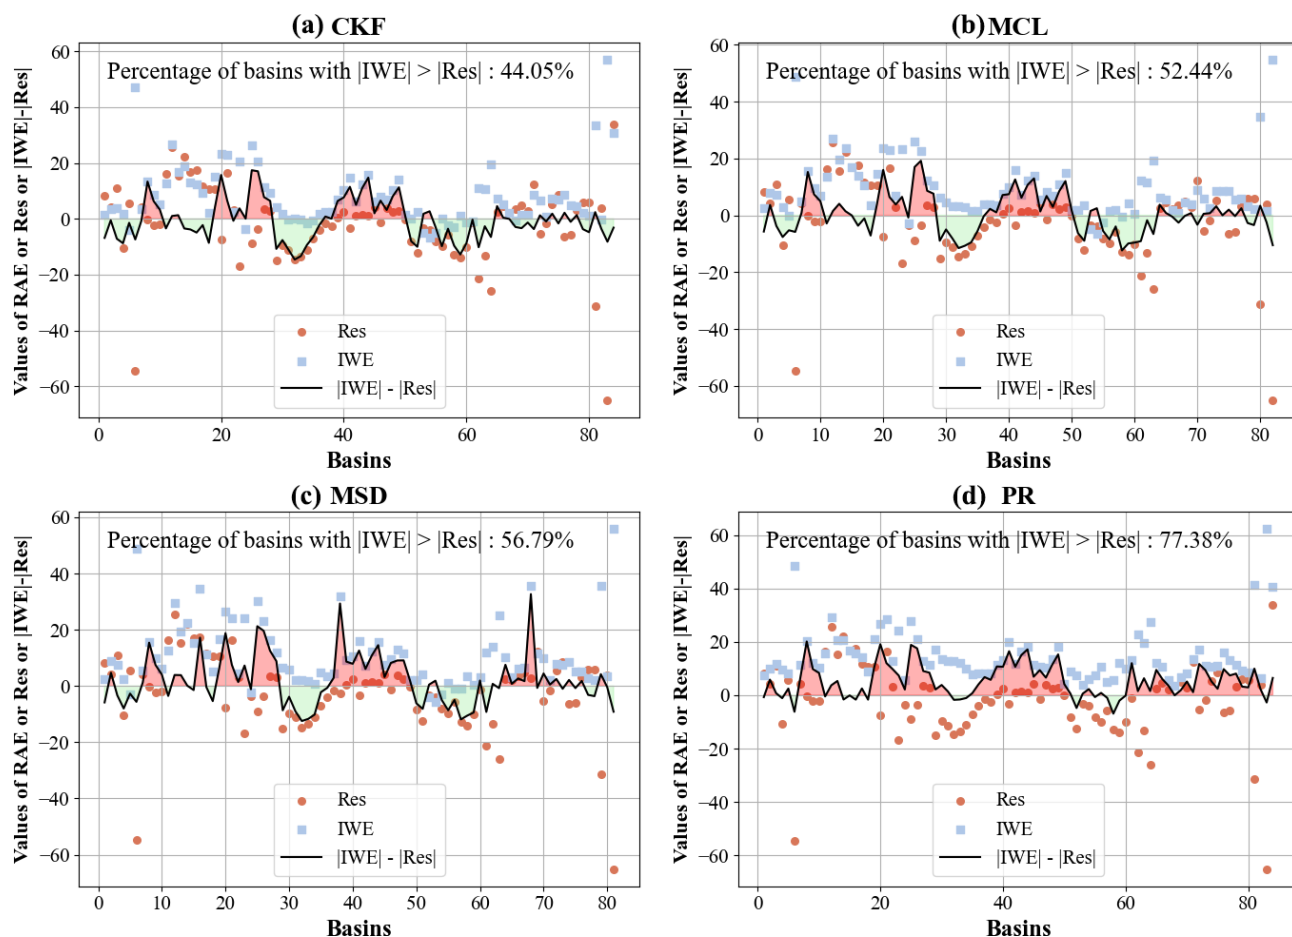 (a) CKF
Percentage of basins with |IWE| > |Res| : 44.05%
Values of RAE or Res or |IWE|-|Res|
60
40
20
0
−20
−40
−60
Res
IWE
|IWE| - |Res|
0 20 40 60 80
Basins
(b) MCL
Percentage of basins with |IWE| > |Res| : 52.44%
Values of RAE or Res or |IWE|-|Res|
60
40
20
0
−20
−40
−60
Res
IWE
|IWE| - |Res|
0 10 20 30 40 50 60 70 80
Basins
(c) MSD
Percentage of basins with |IWE| > |Res| : 56.79%
Values of RAE or Res or |IWE|-|Res|
60
40
20
0
−20
−40
−60
Res
IWE
|IWE| - |Res|
0 10 20 30 40 50 60 70 80
Basins
(d) PR
Percentage of basins with |IWE| > |Res| : 77.38%
Values of RAE or Res or |IWE|-|Res|
60
40
20
0
−20
−40
−60
Res
IWE
|IWE| - |Res|
0 20 40 60 80
Basins